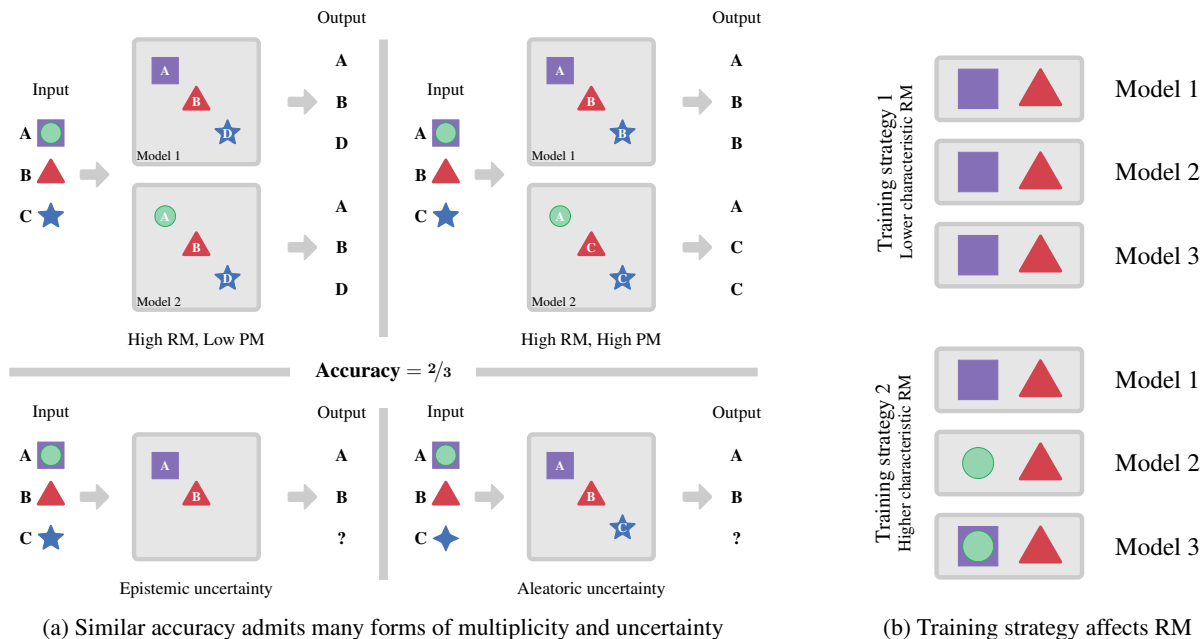 Output
Input
A
B
C
A
B
D
Model 1
A
B
D
A
B
D
Model 2
A
B
D
High RM, Low PM
Output
Input
A
B
C
A
B
B
Model 1
A
B
B
A
C
C
Model 2
A
C
C
High RM, High PM
Accuracy = 2/3
Input
Output
A
B
C
A
B
A
B
?
Epistemic uncertainty
Input
Output
A
B
C
A
B
C
A
B
?
Aleatoric uncertainty
(a) Similar accuracy admits many forms of multiplicity and uncertainty
Training strategy 1
Lower characteristic RM
Model 1
Model 2
Model 3
Training strategy 2
Higher characteristic RM
Model 1
Model 2
Model 3
(b) Training strategy affects RM